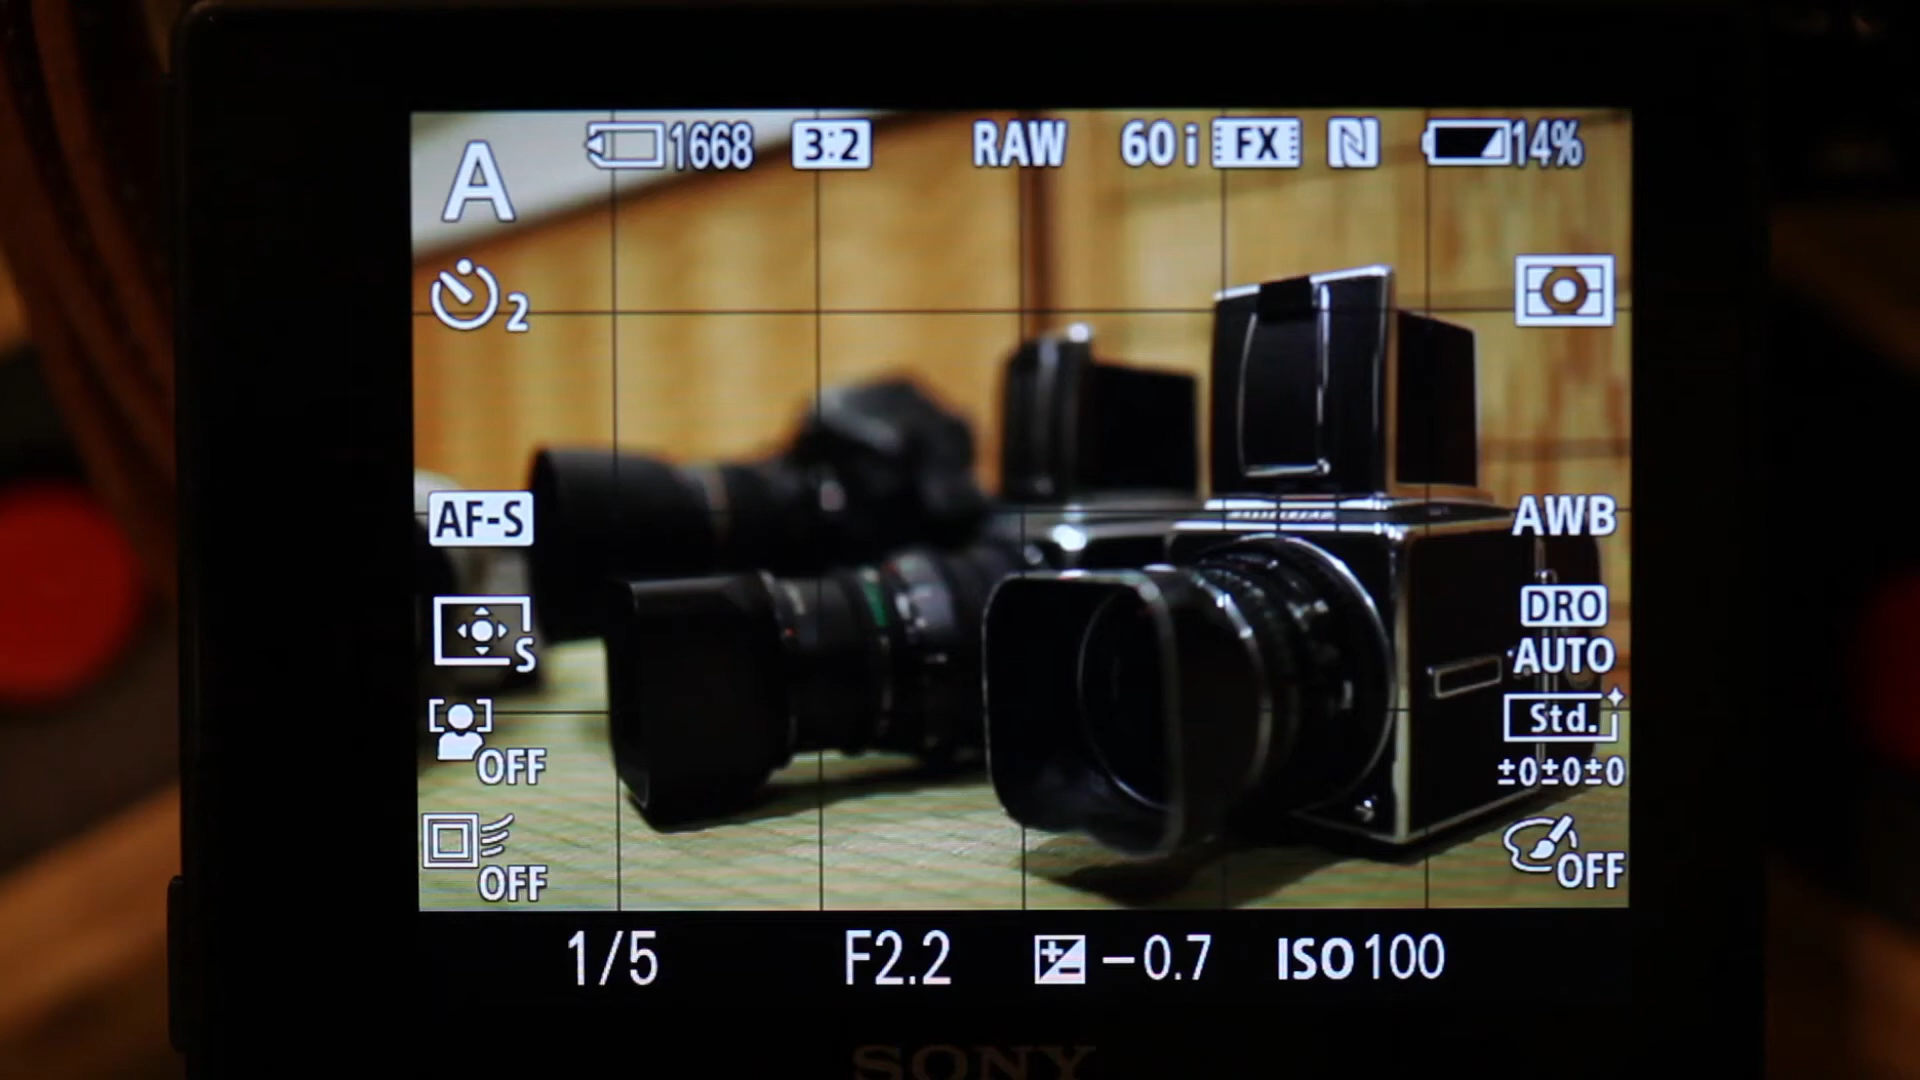 A 1668 3:2 RAW 60i FX N 14%
2
AF-S
AWB
S
DRO
AUTO
Std.
OFF
±0±0±0
OFF
OFF
1/5 F2.2 +- -0.7 ISO100
SONY